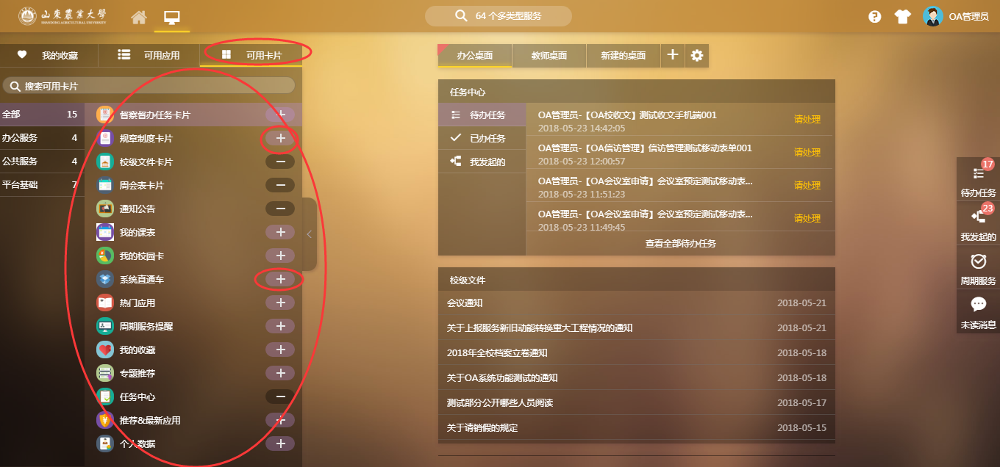 山東農業大學
SHANDONG AGRICULTURAL UNIVERSITY
64 个多类型服务
OA管理员
我的收藏
可用应用
可用卡片
搜索可用卡片
全部 15
办公服务 4
公共服务 4
平台基础 7
督察督办任务卡片
规章制度卡片
校级文件卡片
周会表卡片
通知公告
我的课表
我的校园卡
系统直通车
热门应用
周期服务提醒
我的收藏
专题推荐
任务中心
推荐&最新应用
个人数据
办公桌面
教师桌面
新建的桌面
任务中心
待办任务
已办任务
我发起的
OA管理员-【OA校收文】测试收文手机端001
2018-05-23 14:42:05
请处理
OA管理员-【OA信访管理】信访管理测试移动表单001
2018-05-23 12:00:57
请处理
OA管理员-【OA会议室申请】会议室预定测试移动表...
2018-05-23 11:51:23
请处理
OA管理员-【OA会议室申请】会议室预定测试移动表...
2018-05-23 11:49:45
请处理
查看全部待办任务
校级文件
会议通知 2018-05-21
关于上报服务新旧动能转换重大工程情况的通知 2018-05-21
2018年全校档案立卷通知 2018-05-18
关于OA系统功能测试的通知 2018-05-18
测试部分公开哪些人员阅读 2018-05-17
关于请销假的规定 2018-05-15
17
待办任务
23
我发起的
周期服务
未读消息